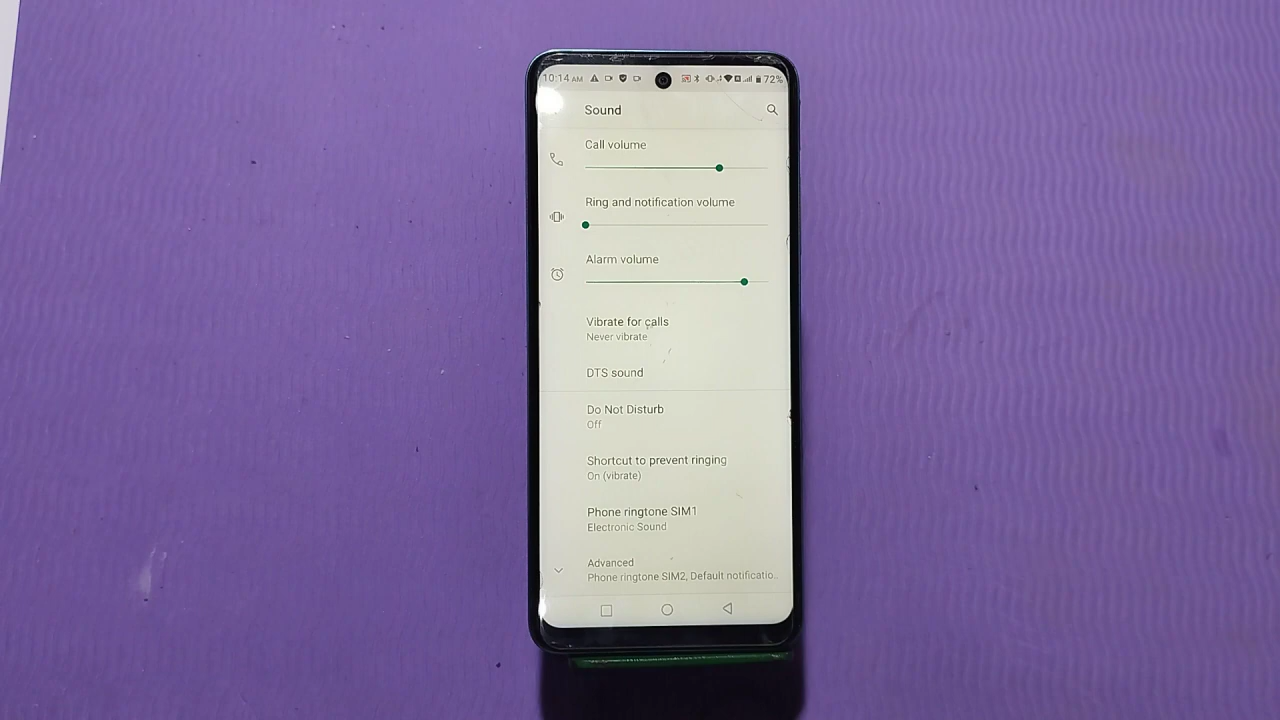 10:14 AM
72%
Sound
Call volume
Ring and notification volume
Alarm volume
Vibrate for calls
Never vibrate
DTS sound
Do Not Disturb
Off
Shortcut to prevent ringing
On (vibrate)
Phone ringtone SIM1
Electronic Sound
Advanced
Phone ringtone SIM2, Default notificatio...